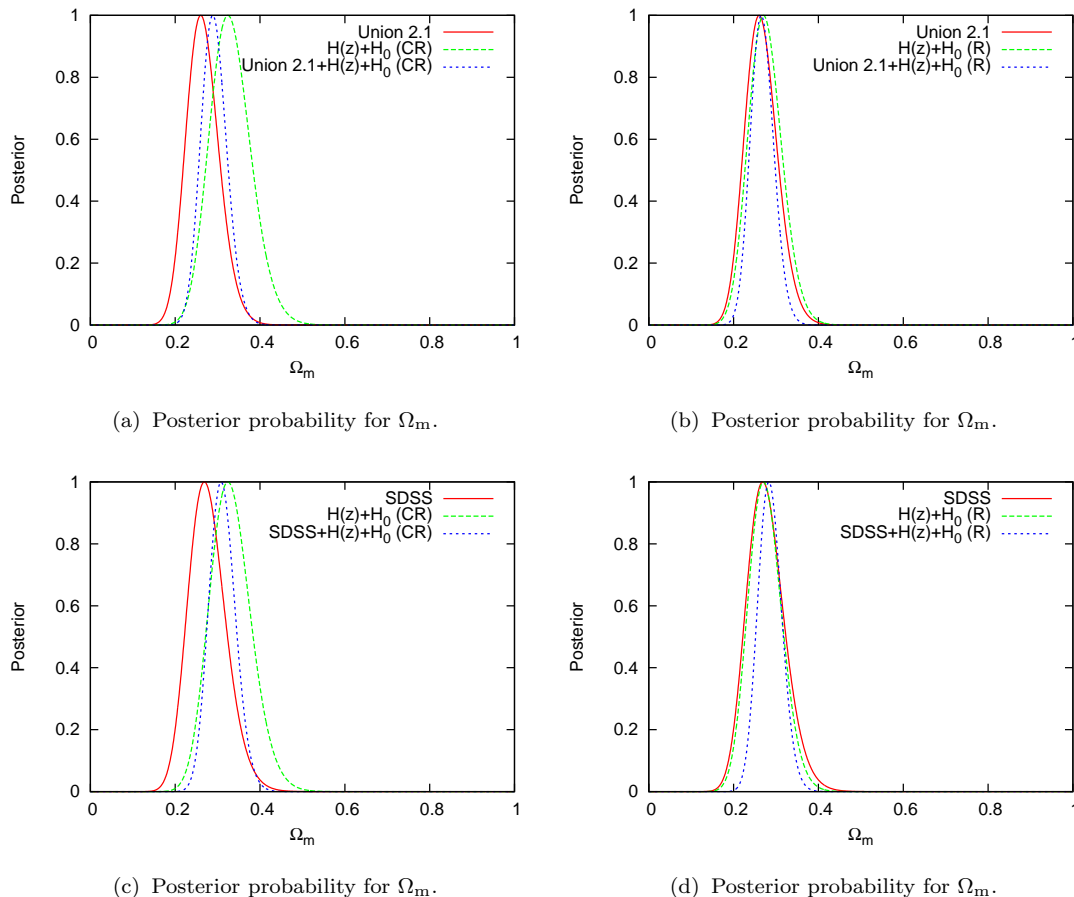 1
0.8
0.6
0.4
0.2
0
Posterior
Union 2.1
H(z)+H₀ (CR)
Union 2.1+H(z)+H₀ (CR)
0 0.2 0.4 0.6 0.8 1
Ωₘ
(a) Posterior probability for Ωₘ.
1
0.8
0.6
0.4
0.2
0
Posterior
Union 2.1
H(z)+H₀ (R)
Union 2.1+H(z)+H₀ (R)
0 0.2 0.4 0.6 0.8 1
Ωₘ
(b) Posterior probability for Ωₘ.
1
0.8
0.6
0.4
0.2
0
Posterior
SDSS
H(z)+H₀ (CR)
SDSS+H(z)+H₀ (CR)
0 0.2 0.4 0.6 0.8 1
Ωₘ
(c) Posterior probability for Ωₘ.
1
0.8
0.6
0.4
0.2
0
Posterior
SDSS
H(z)+H₀ (R)
SDSS+H(z)+H₀ (R)
0 0.2 0.4 0.6 0.8 1
Ωₘ
(d) Posterior probability for Ωₘ.